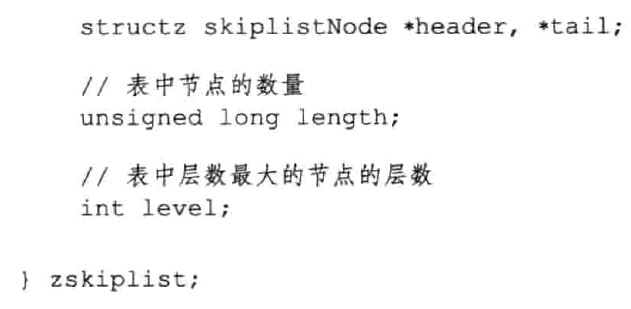 structz skiplistNode *header, *tail;
// 表中节点的数量
unsigned long length;
// 表中层数最大的节点的层数
int level;
} zskiplist;